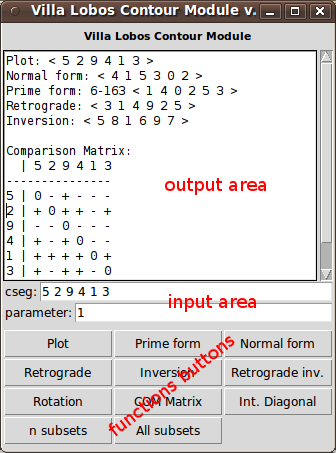 Villa Lobos Contour Module v.
Villa Lobos Contour Module
Plot: < 5 2 9 4 1 3 >
Normal form: < 4 1 5 3 0 2 >
Prime form: 6-163 < 1 4 0 2 5 3 >
Retrograde: < 3 1 4 9 2 5 >
Inversion: < 5 8 1 6 9 7 >
Comparison Matrix:
| 5 2 9 4 1 3
---------------
5 | 0 - + - - -
2 | + 0 + + - +
9 | - - 0 - - -
4 | + - + 0 - -
1 | + + + + 0 +
3 | + - + - - 0
output area
cseg: 5 2 9 4 1 3
input area
parameter: 1
Plot Prime form Normal form
Retrograde Inversion Retrograde inv.
Rotation COM Matrix Int. Diagonal
n subsets All subsets
functions buttons